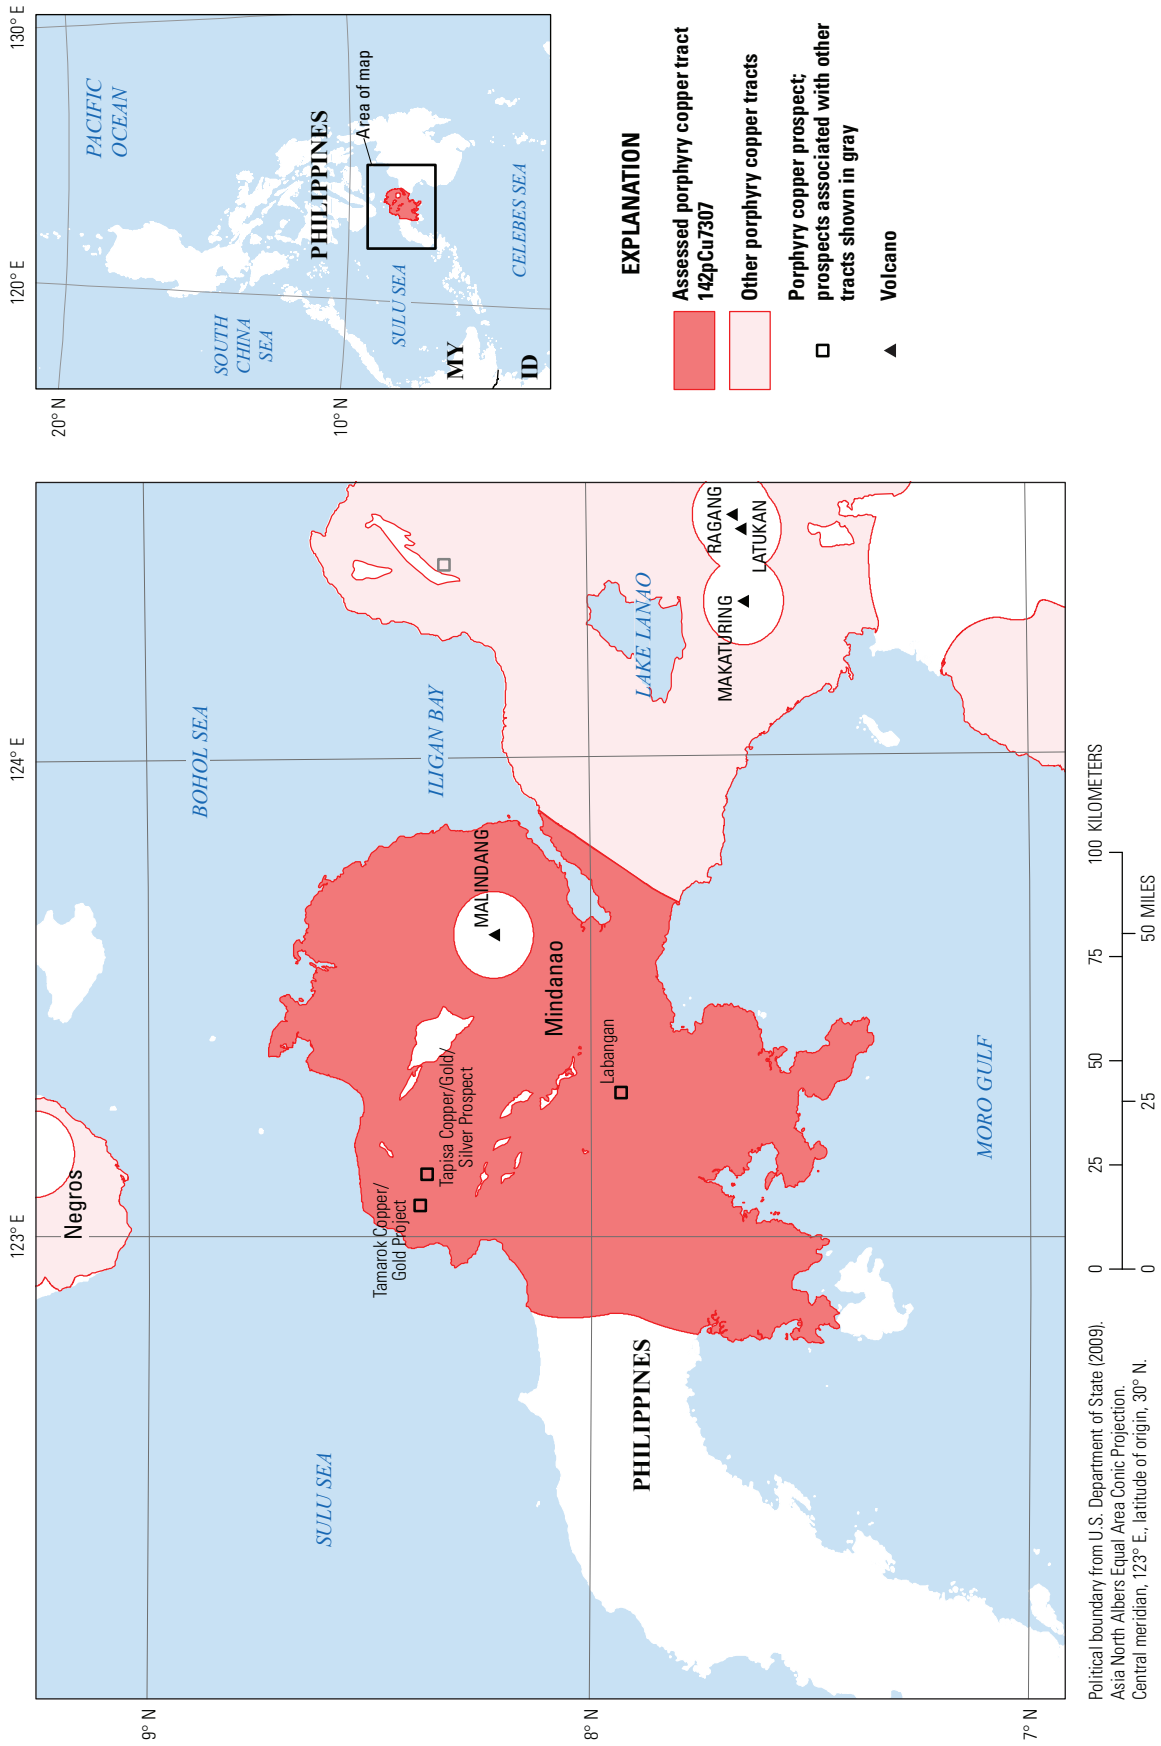 123° E
124° E
9° N
8° N
7° N
Negros
BOHOL SEA
SULU SEA
ILIGAN BAY
Tamarok Copper/
Gold Project
Tapisa Copper/Gold/
Silver Prospect
MALINDANG
Mindanao
Labangan
PHILIPPINES
LAKE LANAO
MAKATURING
RAGANG
LATUKAN
MORO GULF
0 25 50 75 100 KILOMETERS
0 25 50 MILES
Political boundary from U.S. Department of State (2009).
Asia North Albers Equal Area Conic Projection.
Central meridian, 123° E., latitude of origin, 30° N.
120° E
130° E
20° N
10° N
PACIFIC
OCEAN
SOUTH
CHINA
SEA
PHILIPPINES
Area of map
SULU SEA
CELEBES SEA
MY
ID
EXPLANATION
Assessed porphyry copper tract
142pCu7307
Other porphyry copper tracts
Porphyry copper prospect;
prospects associated with other
tracts shown in gray
Volcano